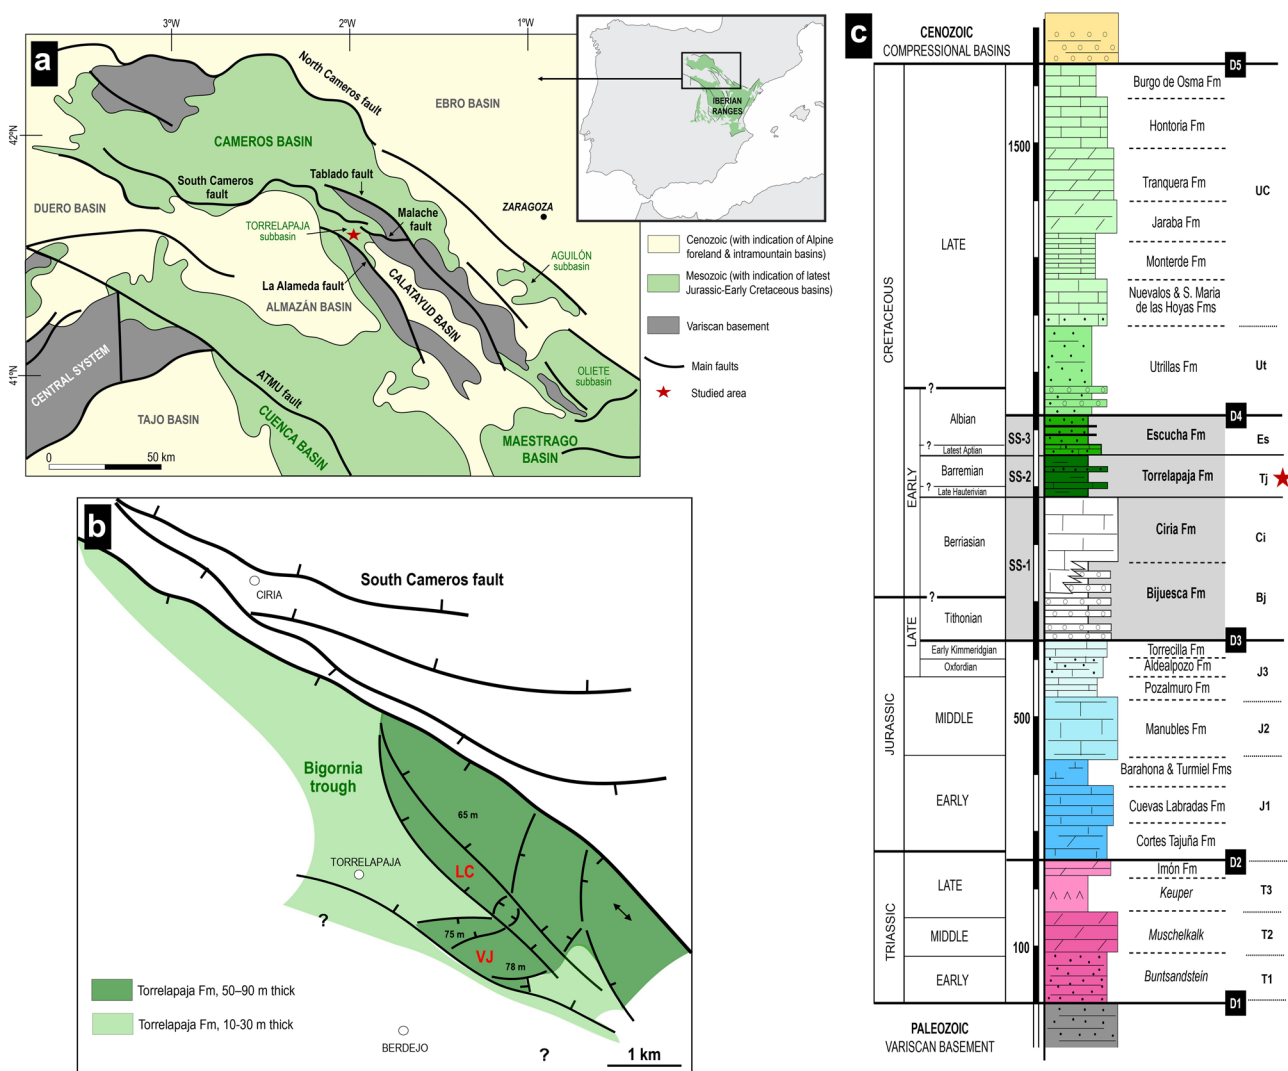 a
3ºW
2ºW
1ºW
42ºN
41ºN
North Cameros fault
EBRO BASIN
CAMEROS BASIN
Tablado fault
South Cameros
fault
DUERO BASIN
Malache
fault
ZARAGOZA
TORRELAPAJA
subbasin
AGUILÓN
subbasin
La Alameda fault
ALMAZÁN BASIN
CALATAYUD BASIN
CENTRAL SYSTEM
ATMU fault
OLIETE
subbasin
TAJO BASIN
CUENCA BASIN
MAESTRAGO
BASIN
0
50 km
IBERIAN
RANGES
Cenozoic (with indication of Alpine
foreland & intramountain basins)
Mesozoic (with indication of latest
Jurassic-Early Cretaceous basins)
Variscan basement
Main faults
Studied area
b
South Cameros fault
CIRIA
Bigornia
trough
65 m
LC
TORRELAPAJA
?
75 m
VJ
78 m
Torrelapaja Fm, 50–90 m thick
Torrelapaja Fm, 10-30 m thick
BERDEJO
?
1 km
c
CENOZOIC
COMPRESSIONAL BASINS
D5
Burgo de Osma Fm
Hontoria Fm
1500
Tranquera Fm
UC
Jaraba Fm
LATE
Monterde Fm
CRETACEOUS
Nuevalos & S. Maria
de las Hoyas Fms
Utrillas Fm
Ut
?
Albian
D4
SS-3
Escucha Fm
Es
?
Latest Aptian
EARLY
Barremian
SS-2
Torrelapaja Fm
Tj
?
Late Hauterivian
Ciria Fm
Ci
Berriasian
SS-1
Bijuesca Fm
Bj
?
LATE
Tithonian
D3
Early Kimmeridgian
Torrecilla Fm
Oxfordian
Aldealpozo Fm
J3
Pozalmuro Fm
JURASSIC
MIDDLE
500
Manubles Fm
J2
Barahona & Turmiel Fms
EARLY
Cuevas Labradas Fm
J1
Cortes Tajuña Fm
D2
Imón Fm
LATE
Keuper
T3
TRIASSIC
MIDDLE
100
Muschelkalk
T2
EARLY
Buntsandstein
T1
D1
PALEOZOIC
VARISCAN BASEMENT